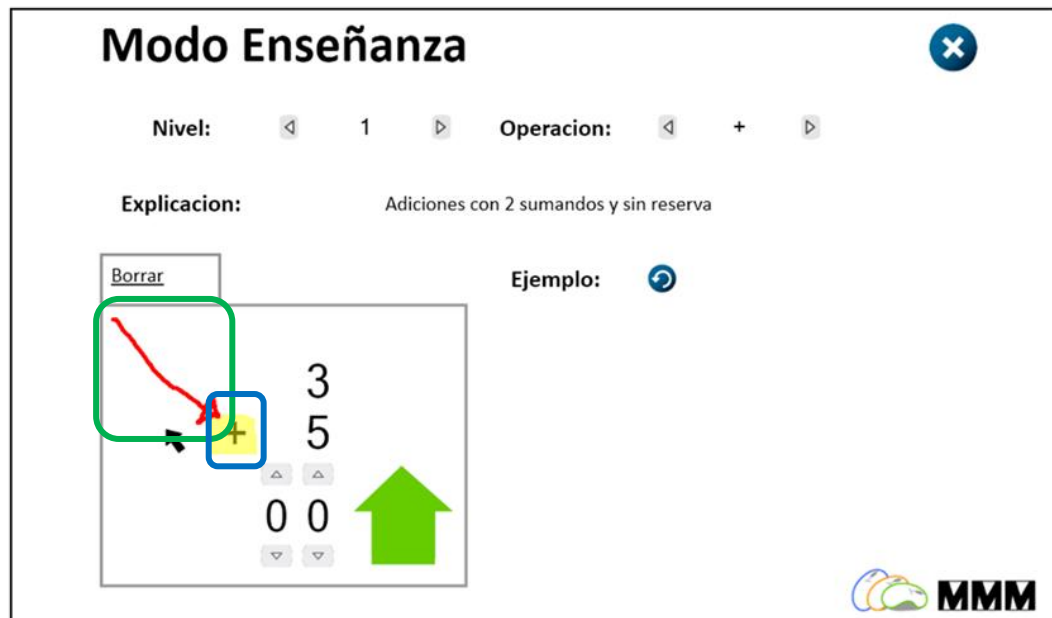 Modo Enseñanza
Nivel: 1 Operacion: +
Explicacion: Adiciones con 2 sumandos y sin reserva
Borrar
Ejemplo:
3
+ 5
0 0
MMM